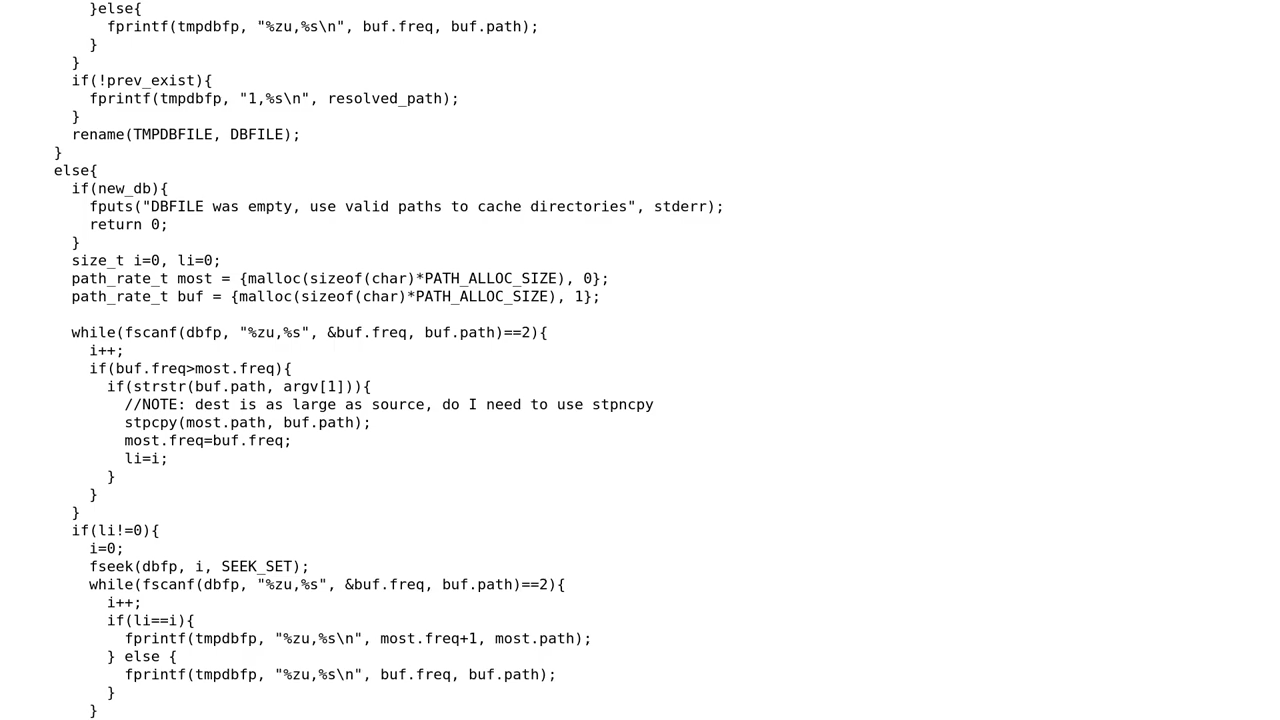 }else{
      fprintf(tmpdbfp, "%zu,%s\n", buf.freq, buf.path);
    }
  }
  if(!prev_exist){
    fprintf(tmpdbfp, "1,%s\n", resolved_path);
  }
  rename(TMPDBFILE, DBFILE);
}
else{
  if(new_db){
    fputs("DBFILE was empty, use valid paths to cache directories", stderr);
    return 0;
  }
  size_t i=0, li=0;
  path_rate_t most = {malloc(sizeof(char)*PATH_ALLOC_SIZE), 0};
  path_rate_t buf = {malloc(sizeof(char)*PATH_ALLOC_SIZE), 1};

  while(fscanf(dbfp, "%zu,%s", &buf.freq, buf.path)==2){
    i++;
    if(buf.freq>most.freq){
      if(strstr(buf.path, argv[1])){
        //NOTE: dest is as large as source, do I need to use stpncpy
        stpcpy(most.path, buf.path);
        most.freq=buf.freq;
        li=i;
      }
    }
  }
  if(li!=0){
    i=0;
    fseek(dbfp, i, SEEK_SET);
    while(fscanf(dbfp, "%zu,%s", &buf.freq, buf.path)==2){
      i++;
      if(li==i){
        fprintf(tmpdbfp, "%zu,%s\n", most.freq+1, most.path);
      } else {
        fprintf(tmpdbfp, "%zu,%s\n", buf.freq, buf.path);
      }
    }